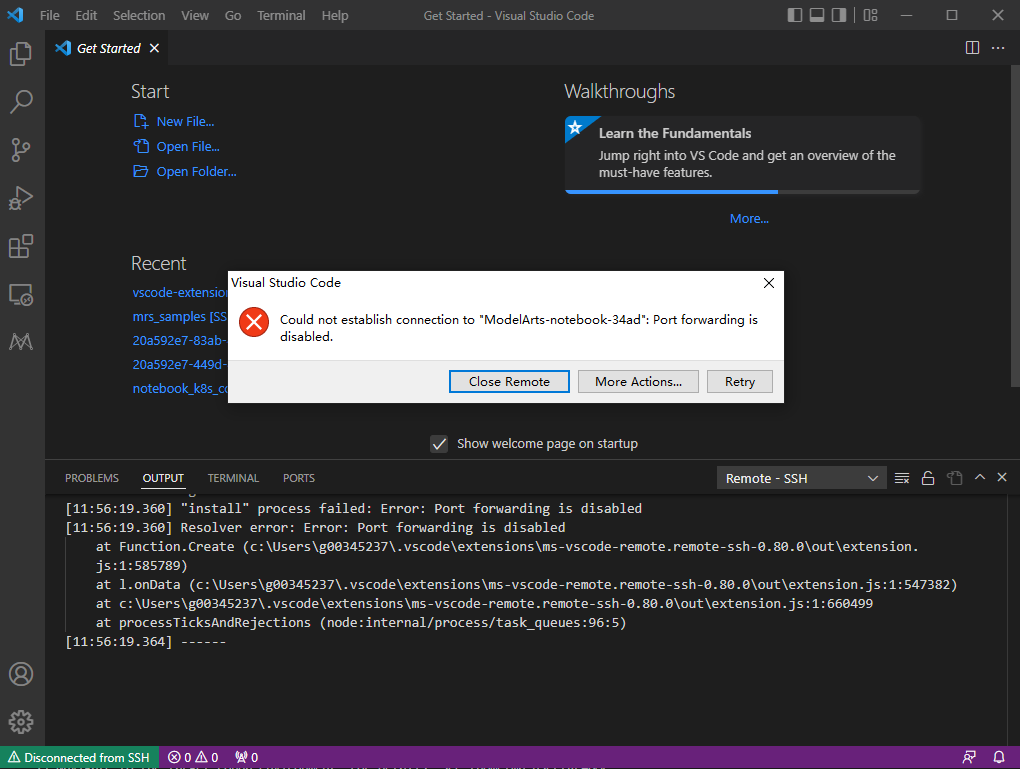 File Edit Selection View Go Terminal Help Get Started - Visual Studio Code
Get Started
Start
New File...
Open File...
Open Folder...
Walkthroughs
Learn the Fundamentals
Jump right into VS Code and get an overview of the
must-have features.
More...
Recent
vscode-extension
mrs_samples [SS
20a592e7-83ab-
20a592e7-449d-
notebook_k8s_co
Visual Studio Code
Could not establish connection to "ModelArts-notebook-34ad": Port forwarding is
disabled.
Close Remote More Actions... Retry
Show welcome page on startup
PROBLEMS OUTPUT TERMINAL PORTS Remote - SSH
[11:56:19.360] "install" process failed: Error: Port forwarding is disabled
[11:56:19.360] Resolver error: Error: Port forwarding is disabled
at Function.Create (c:\Users\g00345237\.vscode\extensions\ms-vscode-remote.remote-ssh-0.80.0\out\extension.
js:1:585789)
at l.onData (c:\Users\g00345237\.vscode\extensions\ms-vscode-remote.remote-ssh-0.80.0\out\extension.js:1:547382)
at c:\Users\g00345237\.vscode\extensions\ms-vscode-remote.remote-ssh-0.80.0\out\extension.js:1:660499
at processTicksAndRejections (node:internal/process/task_queues:96:5)
[11:56:19.364] ------
Disconnected from SSH 0 0 0